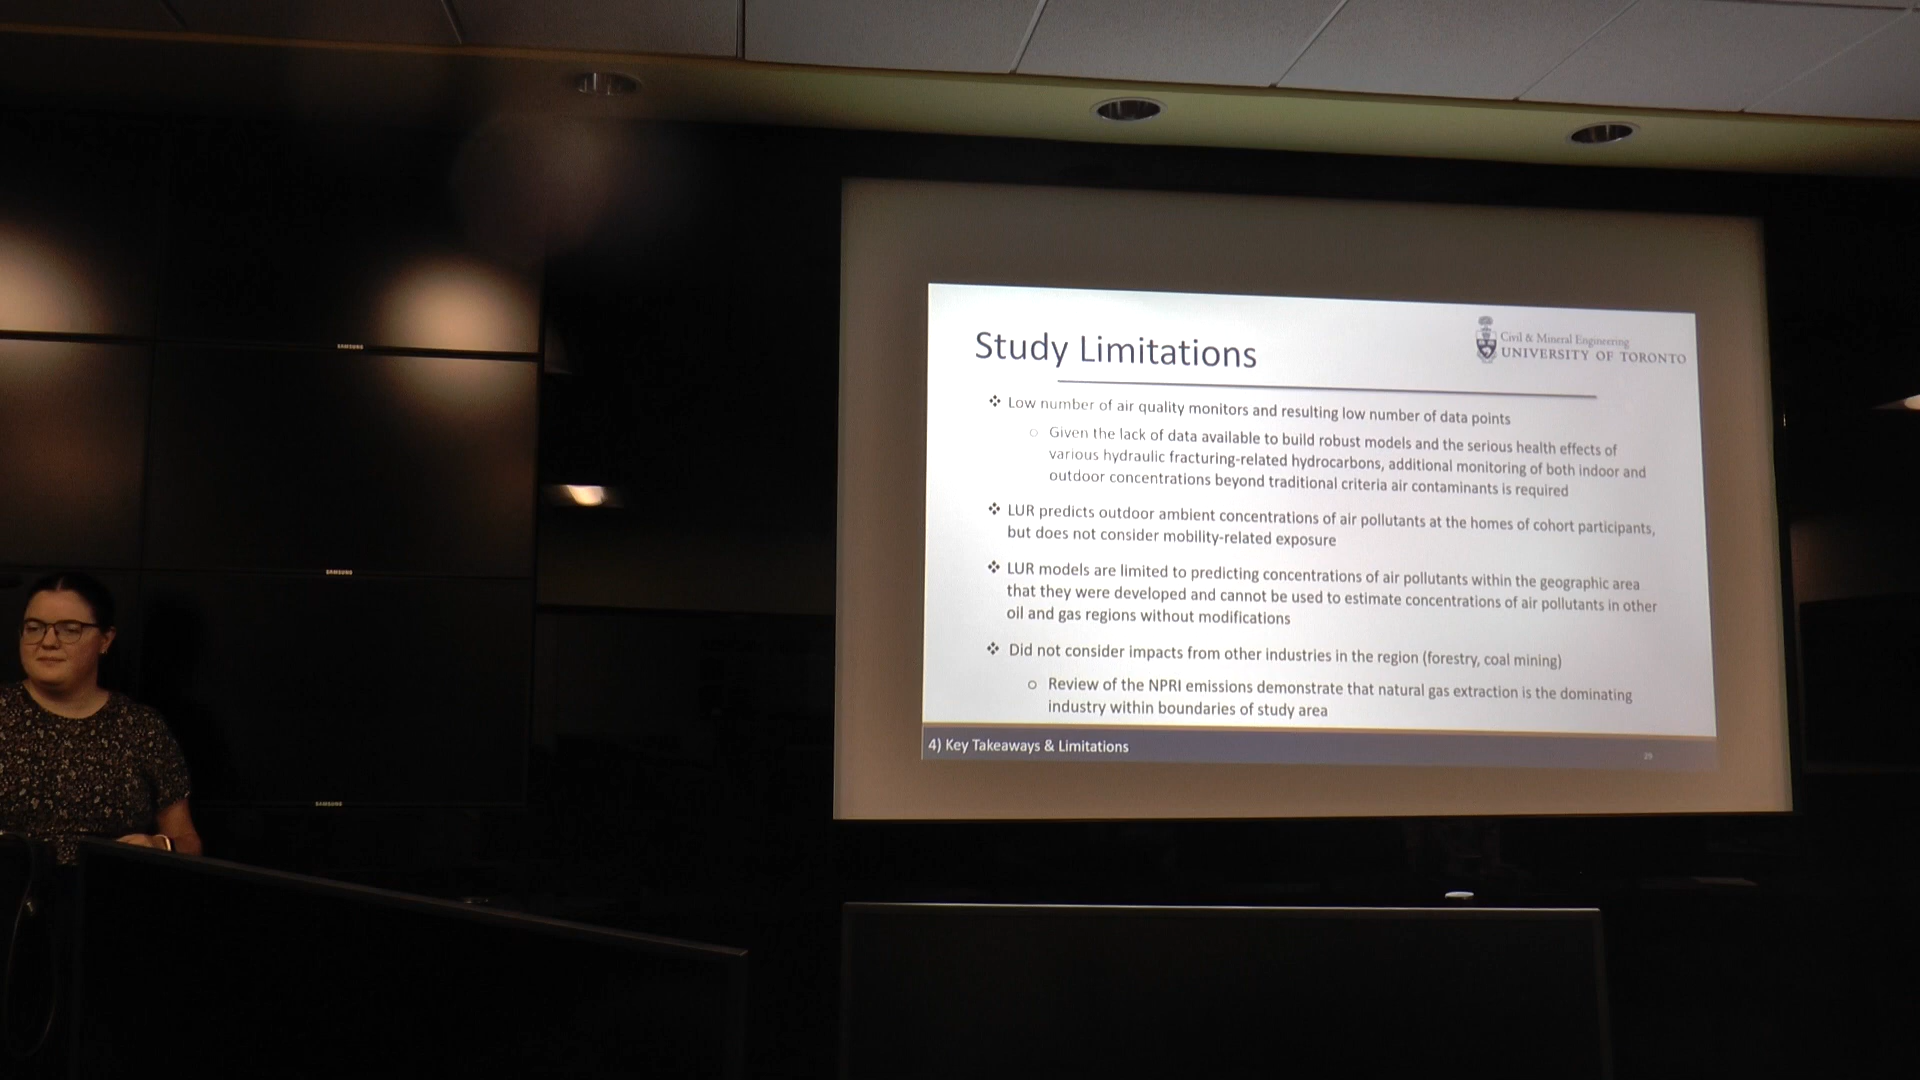 Study Limitations
Civil & Mineral Engineering
UNIVERSITY OF TORONTO
❖ Low number of air quality monitors and resulting low number of data points
○ Given the lack of data available to build robust models and the serious health effects of
various hydraulic fracturing-related hydrocarbons, additional monitoring of both indoor and
outdoor concentrations beyond traditional criteria air contaminants is required
❖ LUR predicts outdoor ambient concentrations of air pollutants at the homes of cohort participants,
but does not consider mobility-related exposure
❖ LUR models are limited to predicting concentrations of air pollutants within the geographic area
that they were developed and cannot be used to estimate concentrations of air pollutants in other
oil and gas regions without modifications
❖ Did not consider impacts from other industries in the region (forestry, coal mining)
○ Review of the NPRI emissions demonstrate that natural gas extraction is the dominating
industry within boundaries of study area
4) Key Takeaways & Limitations
SAMSUNG
SAMSUNG
SAMSUNG